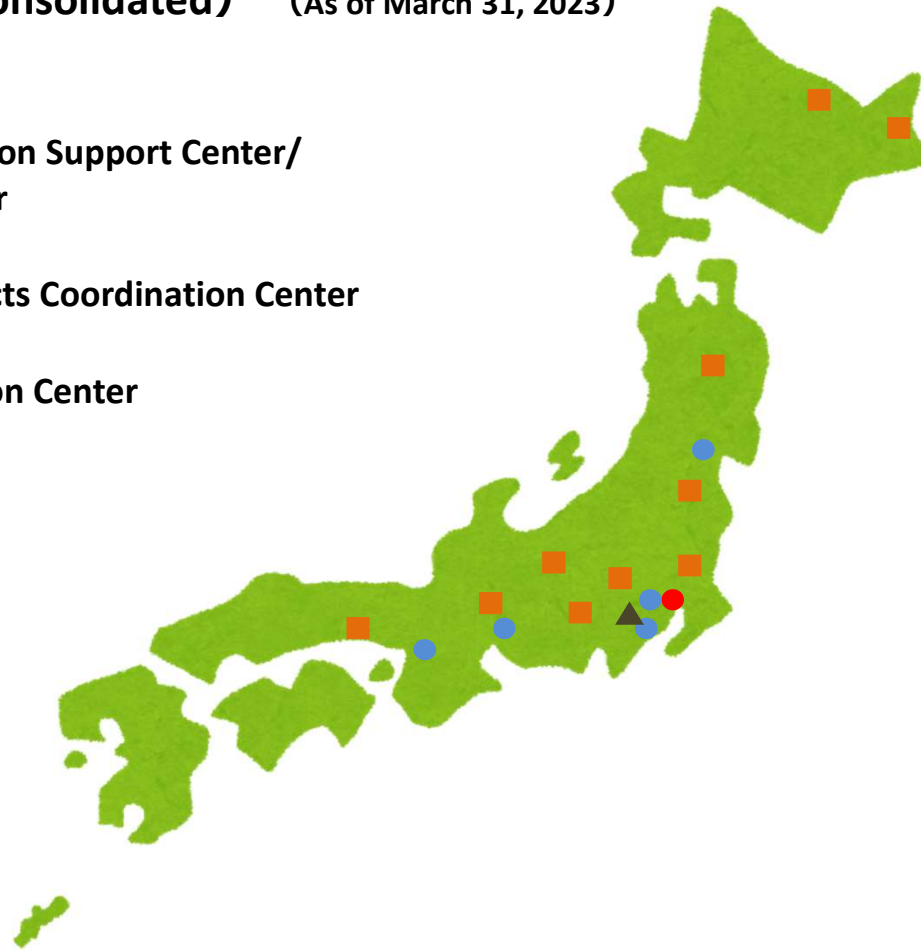 onsolidated) (As of March 31, 2023)
on Support Center/
r
cts Coordination Center
on Center